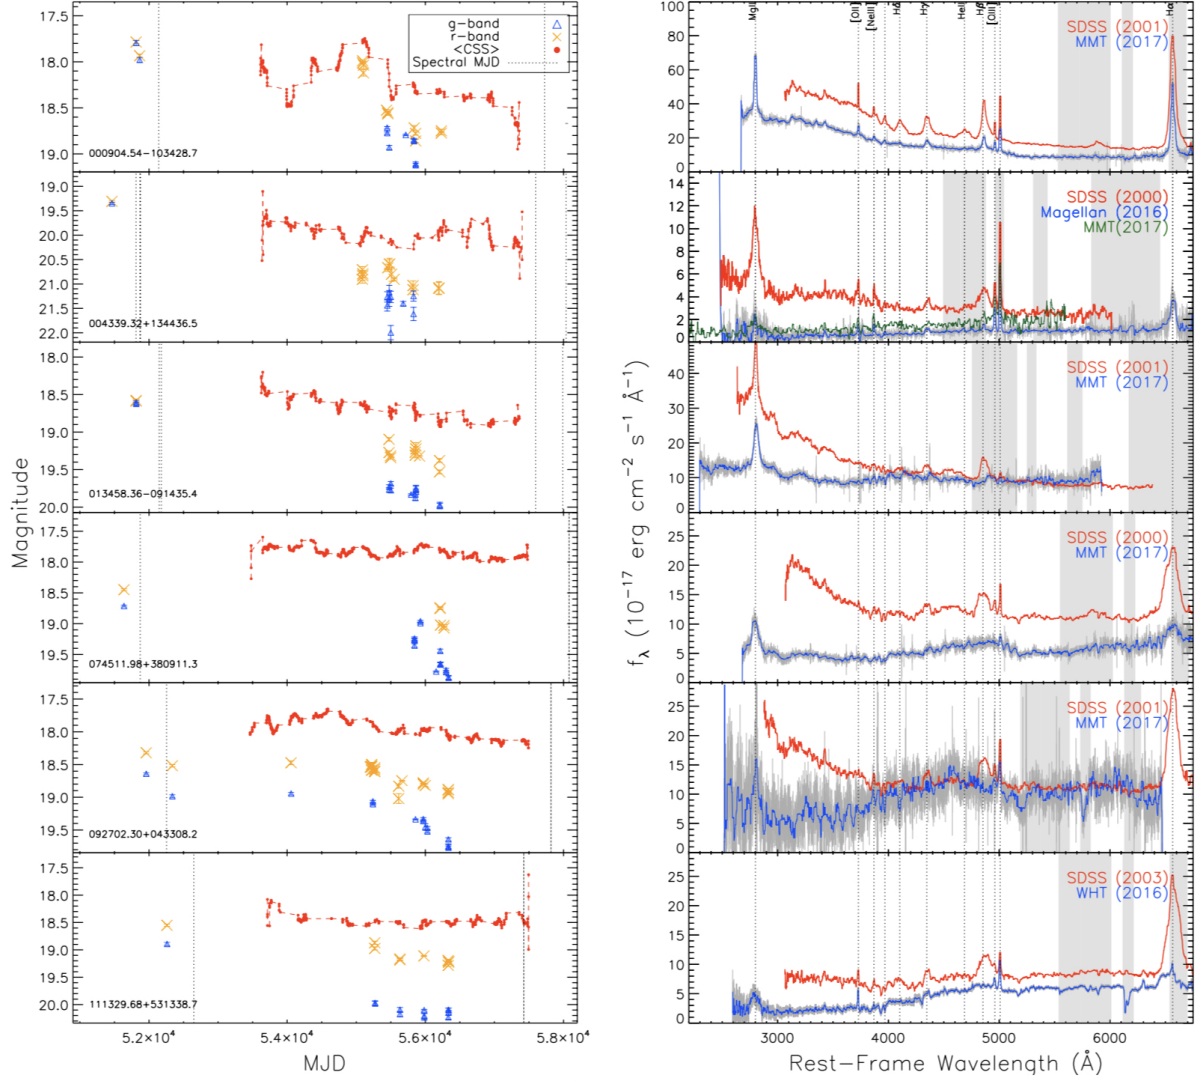 g-band
r-band
<CSS>
Spectral MJD
17.5
18.0
18.5
19.0
000904.54-103428.7
19.0
19.5
20.0
20.5
21.0
21.5
22.0
004339.32+134436.5
18.0
18.5
19.0
19.5
20.0
013458.36-091435.4
17.5
18.0
18.5
19.0
19.5
074511.98+380911.3
17.5
18.0
18.5
19.0
19.5
092702.30+043308.2
17.5
18.0
18.5
19.0
19.5
20.0
111329.68+531338.7
5.2×10⁴
5.4×10⁴
5.6×10⁴
5.8×10⁴
Magnitude
MJD
MgII
[OII]
[NeIII]
Hδ
Hγ
HeII
Hβ
[OIII]
Hα
100
80
60
40
20
0
SDSS (2001)
MMT (2017)
14
12
10
8
6
4
2
0
SDSS (2000)
Magellan (2016)
MMT(2017)
40
30
20
10
0
SDSS (2001)
MMT (2017)
25
20
15
10
5
0
SDSS (2000)
MMT (2017)
25
20
15
10
5
0
SDSS (2001)
MMT (2017)
25
20
15
10
5
0
SDSS (2003)
WHT (2016)
3000
4000
5000
6000
f_λ (10⁻¹⁷ erg cm⁻² s⁻¹ Å⁻¹)
Rest-Frame Wavelength (Å)